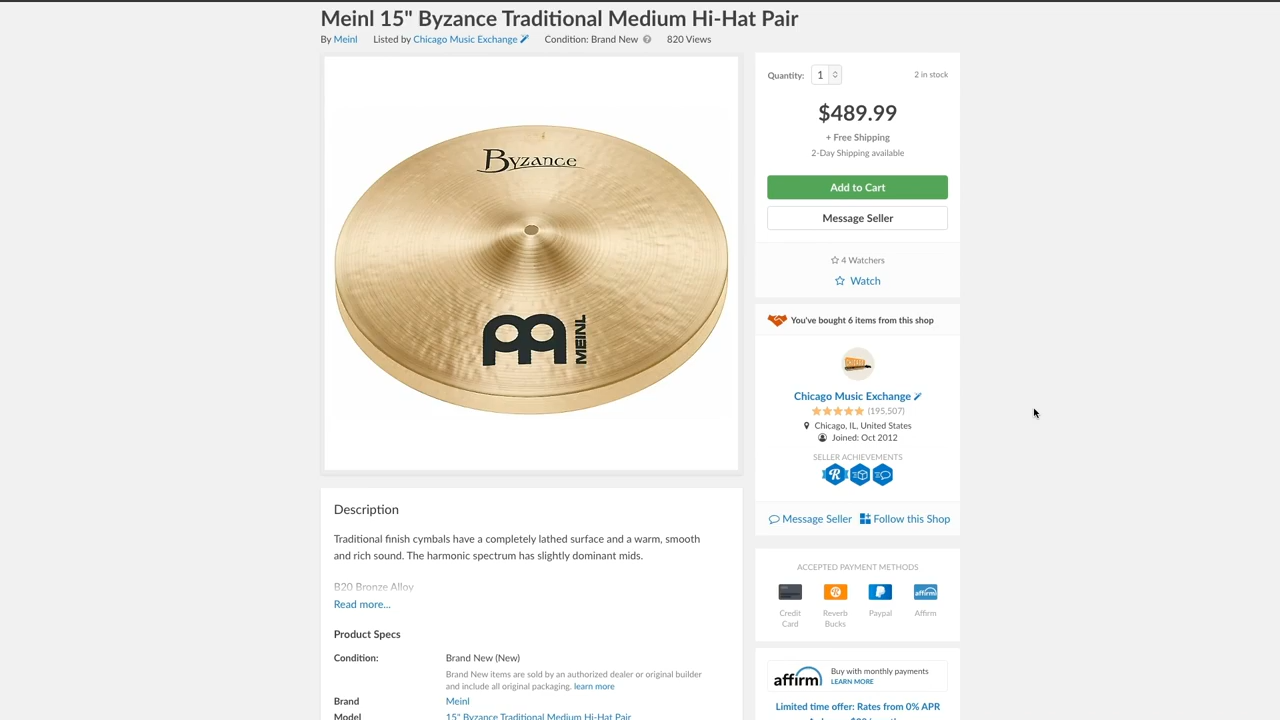 Meinl 15" Byzance Traditional Medium Hi-Hat Pair
By Meinl Listed by Chicago Music Exchange Condition: Brand New 820 Views
Byzance
MEINL
Quantity: 1 2 in stock
$489.99
+ Free Shipping
2-Day Shipping available
Add to Cart
Message Seller
4 Watchers
Watch
You've bought 6 items from this shop
Chicago Music Exchange
(195,507)
Chicago, IL, United States
Joined: Oct 2012
SELLER ACHIEVEMENTS
Message Seller Follow this Shop
ACCEPTED PAYMENT METHODS
affirm
Credit Card
Reverb Bucks
Paypal
Affirm
affirm
Buy with monthly payments
LEARN MORE
Limited time offer: Rates from 0% APR
Description
Traditional finish cymbals have a completely lathed surface and a warm, smooth
and rich sound. The harmonic spectrum has slightly dominant mids.
B20 Bronze Alloy
Read more...
Product Specs
Condition: Brand New (New)
Brand New items are sold by an authorized dealer or original builder
and include all original packaging. learn more
Brand Meinl
Model 15" Byzance Traditional Medium Hi-Hat Pair